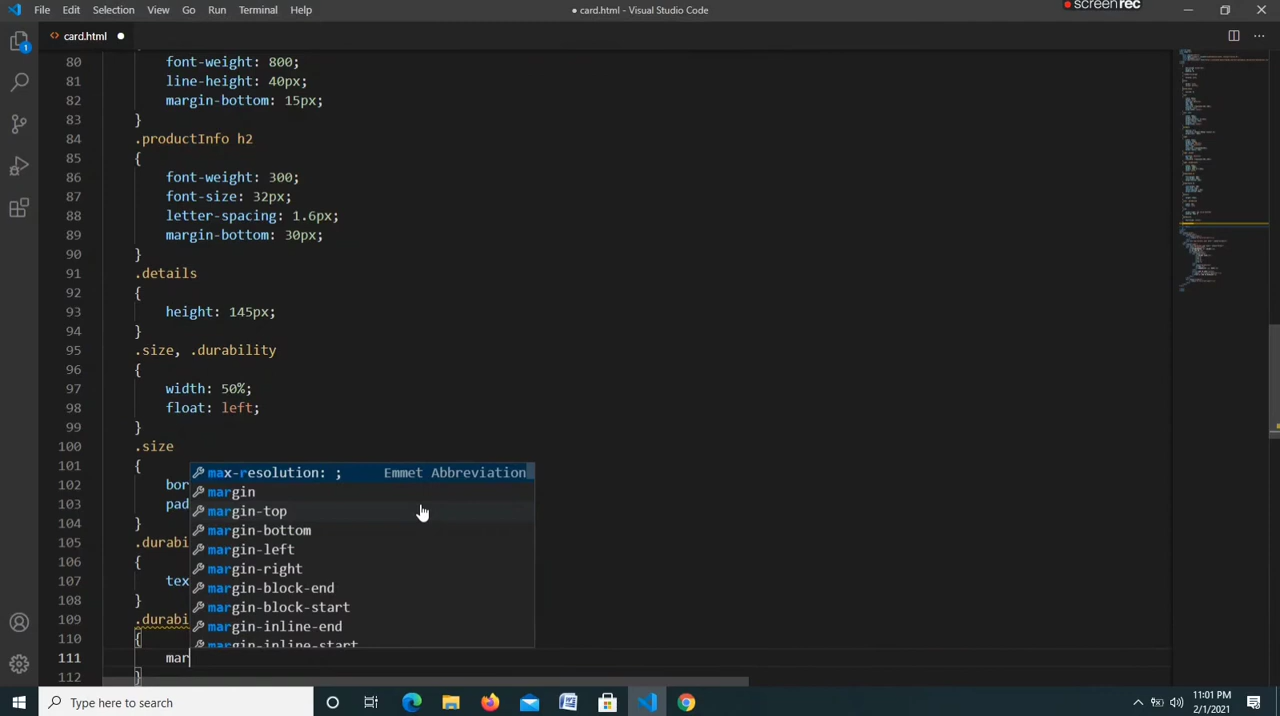 File Edit Selection View Go Run Terminal Help
● card.html - Visual Studio Code
screenrec
<> card.html ●
80 font-weight: 800;
81 line-height: 40px;
82 margin-bottom: 15px;
83 }
84 .productInfo h2
85 {
86 font-weight: 300;
87 font-size: 32px;
88 letter-spacing: 1.6px;
89 margin-bottom: 30px;
90 }
91 .details
92 {
93 height: 145px;
94 }
95 .size, .durability
96 {
97 width: 50%;
98 float: left;
99 }
100 .size
101 {
102 bor
103 pad
104 }
105 .durabi
106 {
107 tex
108 }
109 .durabi
110 {
111 mar
112 }
max-resolution: ; Emmet Abbreviation
margin
margin-top
margin-bottom
margin-left
margin-right
margin-block-end
margin-block-start
margin-inline-end
margin-inline-start
1
Type here to search
11:01 PM
2/1/2021